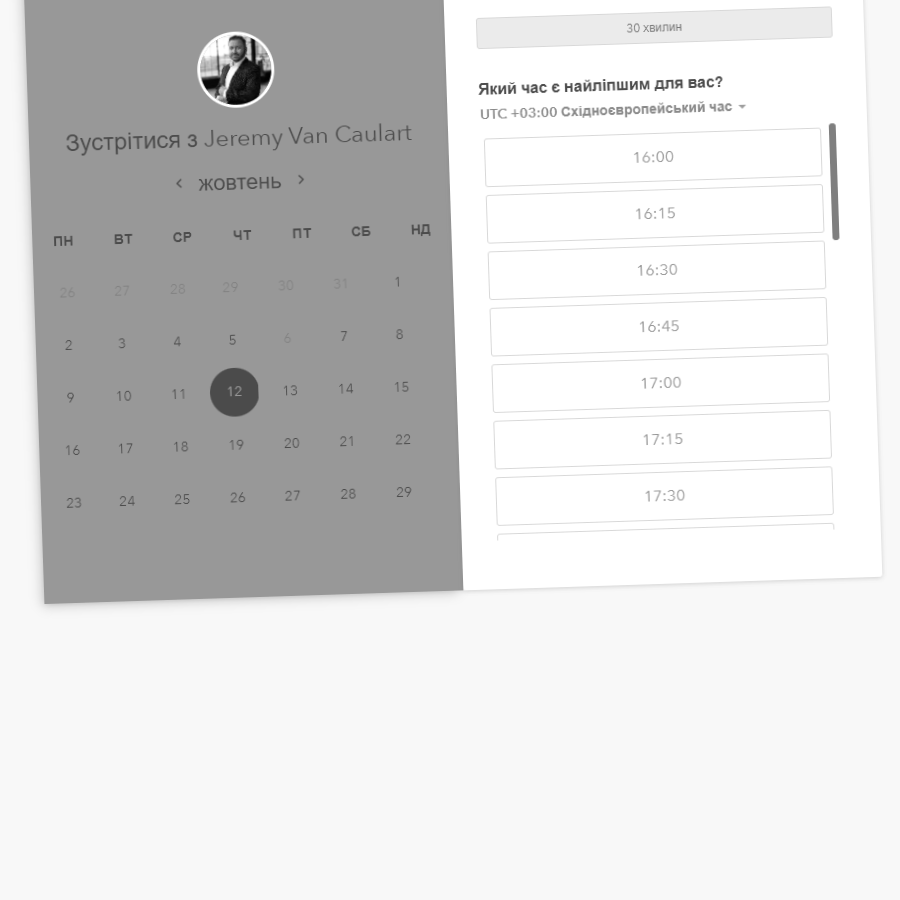 Зустрітися з Jeremy Van Caulart
жовтень
ПН ВТ СР ЧТ ПТ СБ НД
26 27 28 29 30 31 1
2 3 4 5 6 7 8
9 10 11 12 13 14 15
16 17 18 19 20 21 22
23 24 25 26 27 28 29
30 хвилин
Який час є найліпшим для вас?
UTC +03:00 Східноєвропейський час
16:00
16:15
16:30
16:45
17:00
17:15
17:30